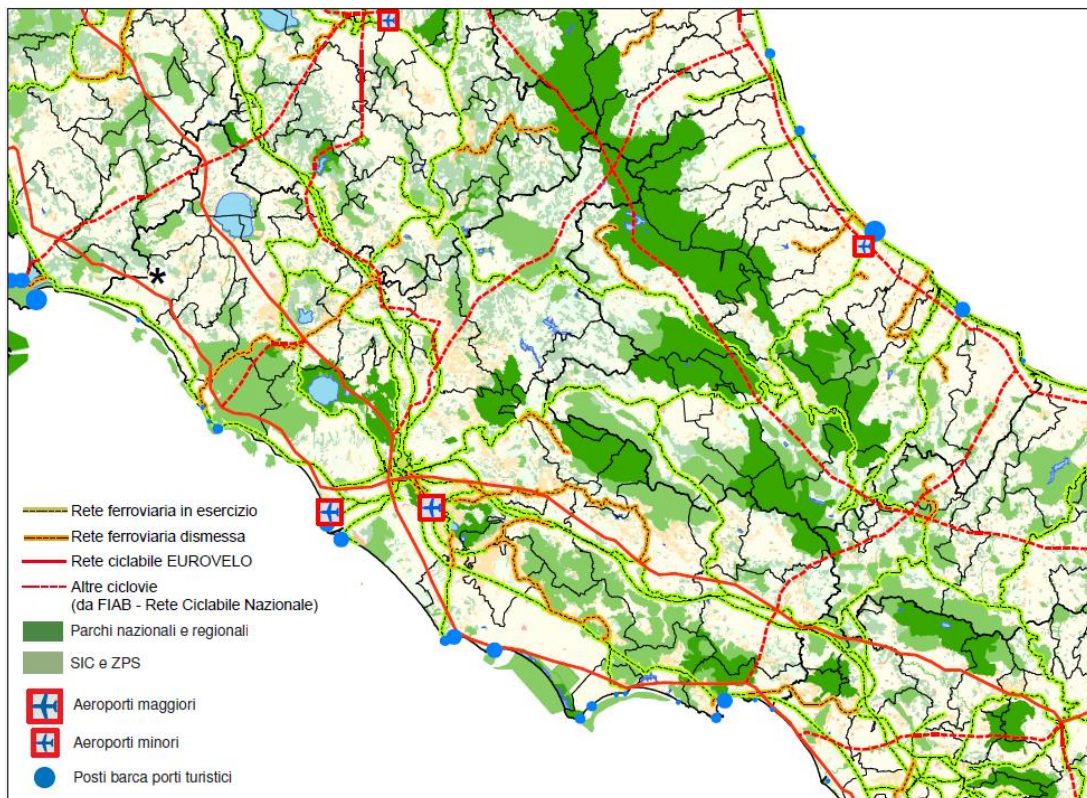 *
Rete ferroviaria in esercizio
Rete ferroviaria dismessa
Rete ciclabile EUROVELO
Altre ciclovie
(da FIAB - Rete Ciclabile Nazionale)
Parchi nazionali e regionali
SIC e ZPS
Aeroporti maggiori
Aeroporti minori
Posti barca porti turistici